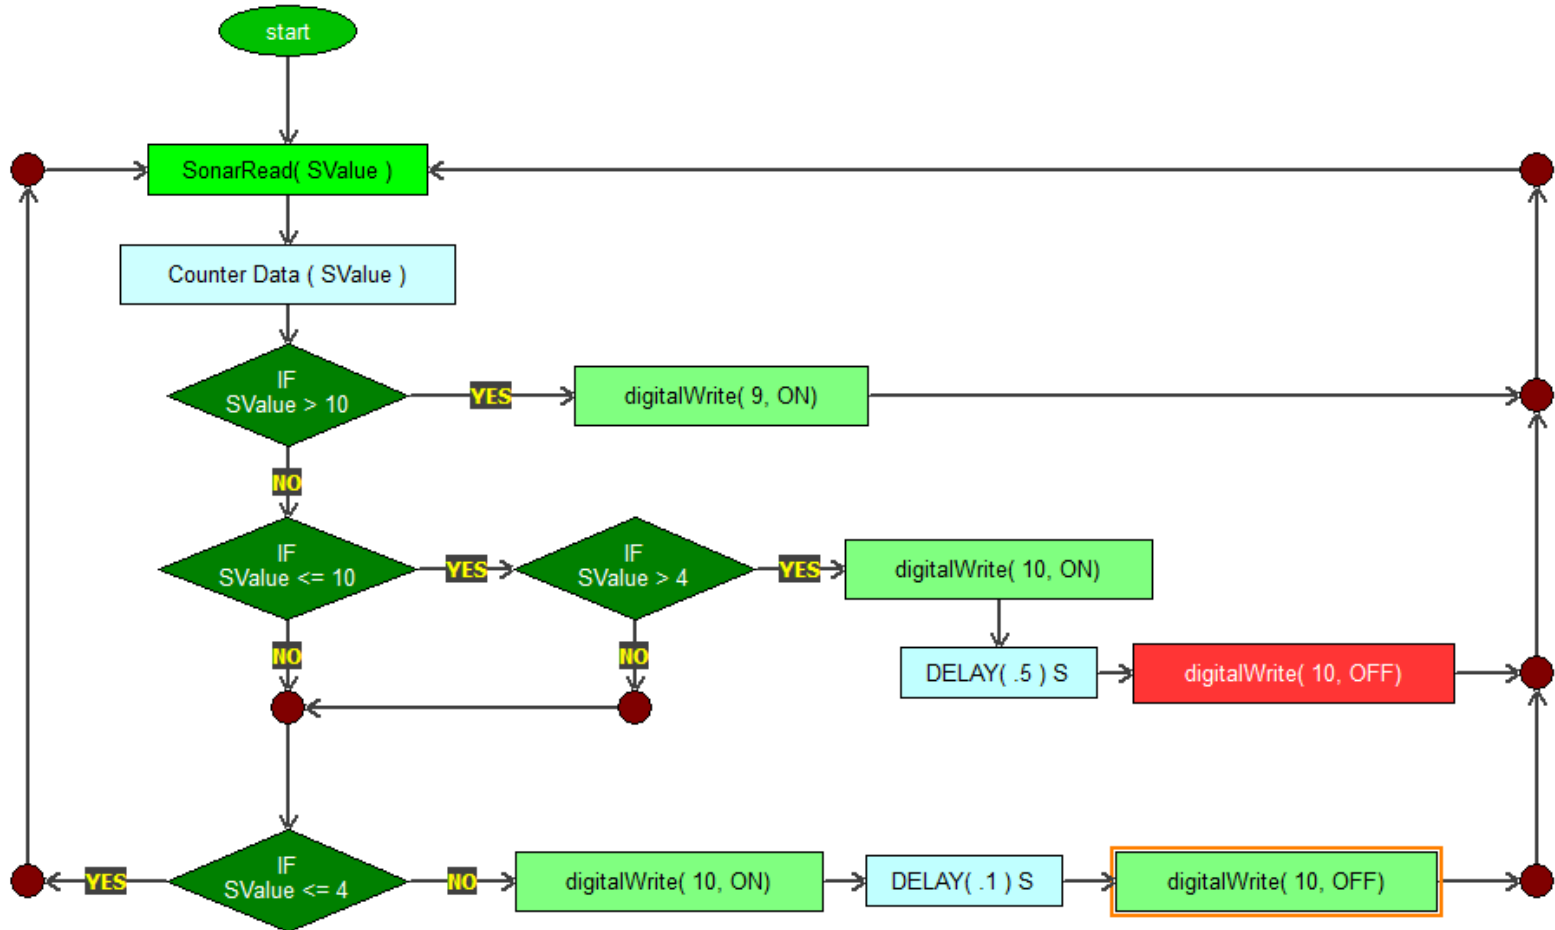 start
SonarRead( SValue )
Counter Data ( SValue )
IF
SValue > 10
YES
digitalWrite( 9, ON)
NO
IF
SValue <= 10
YES
IF
SValue > 4
YES
digitalWrite( 10, ON)
NO
NO
DELAY( .5 ) S
digitalWrite( 10, OFF)
YES
IF
SValue <= 4
NO
digitalWrite( 10, ON)
DELAY( .1 ) S
digitalWrite( 10, OFF)